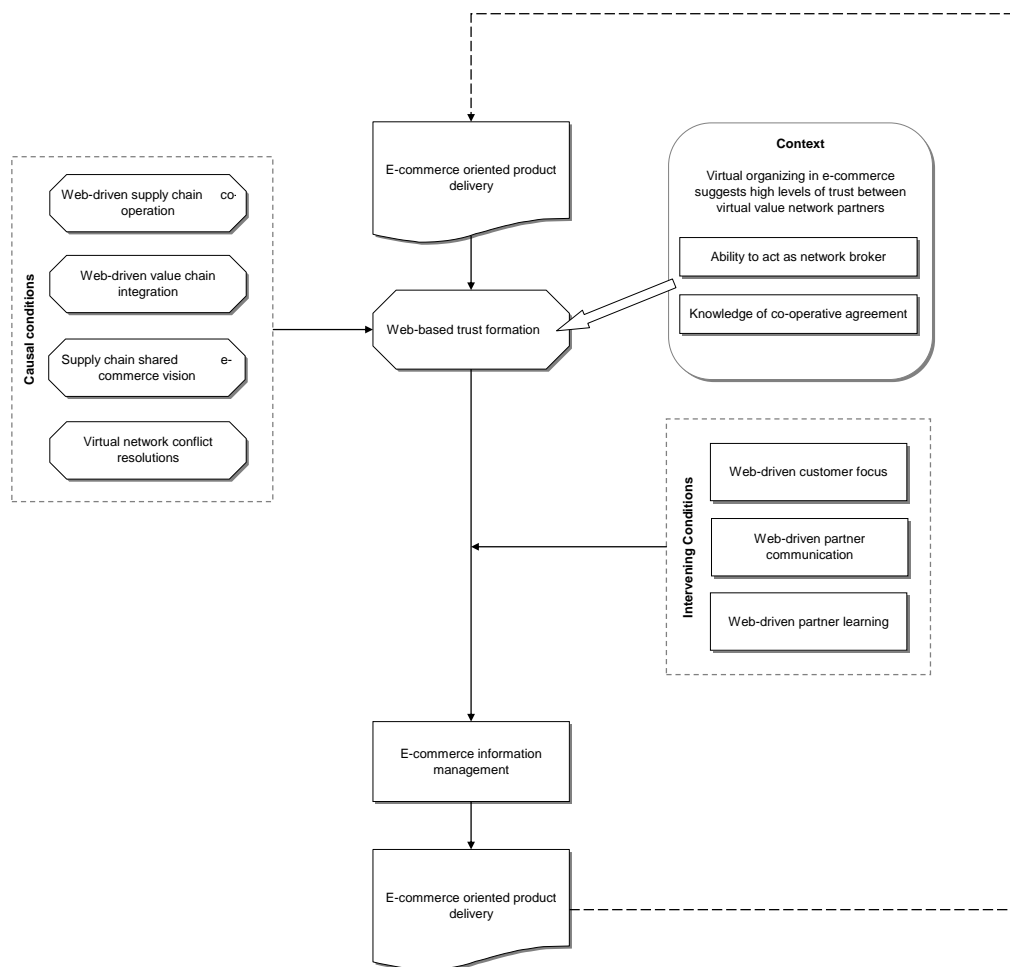 E-commerce oriented product
delivery
Context
Virtual organizing in e-commerce
suggests high levels of trust between
virtual value network partners
Ability to act as network broker
Knowledge of co-operative agreement
Causal conditions
Web-driven supply chain co-
operation
Web-driven value chain
integration
Supply chain shared e-
commerce vision
Virtual network conflict
resolutions
Web-based trust formation
Intervening Conditions
Web-driven customer focus
Web-driven partner
communication
Web-driven partner learning
E-commerce information
management
E-commerce oriented product
delivery